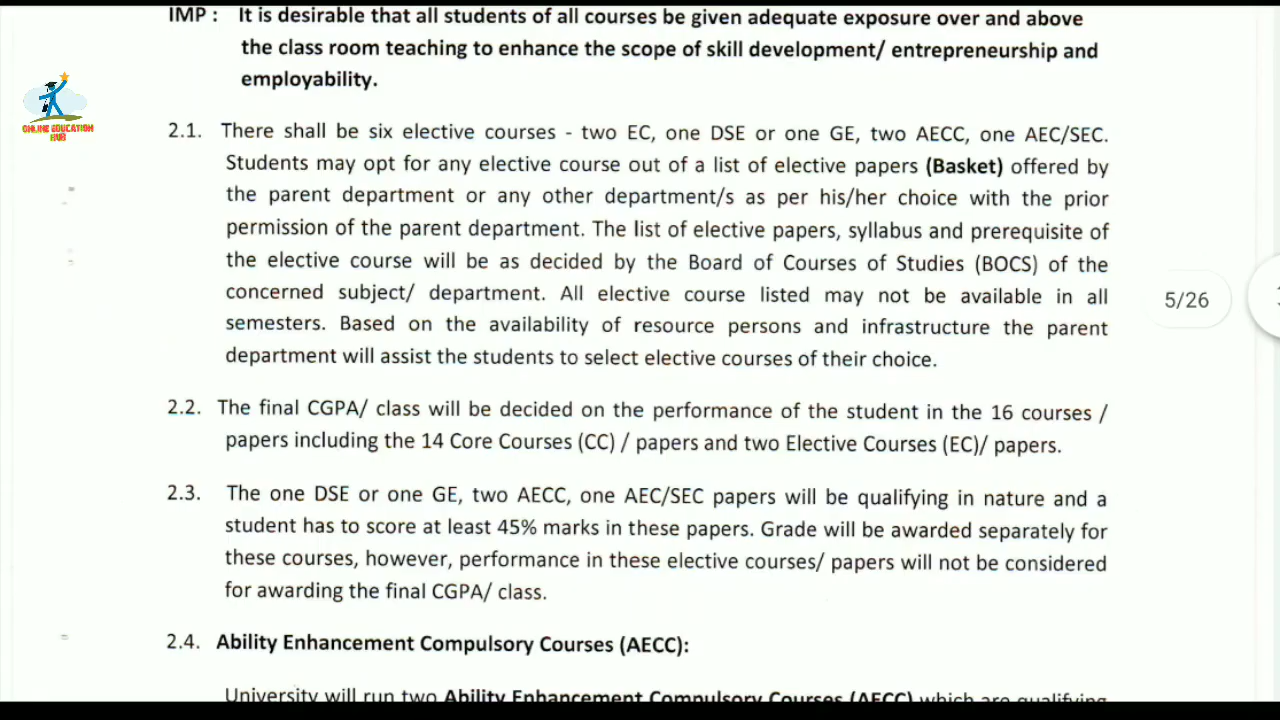 IMP : It is desirable that all students of all courses be given adequate exposure over and above
the class room teaching to enhance the scope of skill development/ entrepreneurship and
employability.
ONLINE EDUCATION
HUB
2.1. There shall be six elective courses - two EC, one DSE or one GE, two AECC, one AEC/SEC.
Students may opt for any elective course out of a list of elective papers (Basket) offered by
the parent department or any other department/s as per his/her choice with the prior
permission of the parent department. The list of elective papers, syllabus and prerequisite of
the elective course will be as decided by the Board of Courses of Studies (BOCS) of the
concerned subject/ department. All elective course listed may not be available in all
semesters. Based on the availability of resource persons and infrastructure the parent
department will assist the students to select elective courses of their choice.
5/26
2.2. The final CGPA/ class will be decided on the performance of the student in the 16 courses /
papers including the 14 Core Courses (CC) / papers and two Elective Courses (EC)/ papers.
2.3. The one DSE or one GE, two AECC, one AEC/SEC papers will be qualifying in nature and a
student has to score at least 45% marks in these papers. Grade will be awarded separately for
these courses, however, performance in these elective courses/ papers will not be considered
for awarding the final CGPA/ class.
2.4. Ability Enhancement Compulsory Courses (AECC):
University will run two Ability Enhancement Compulsory Courses (AECC) which are qualifying